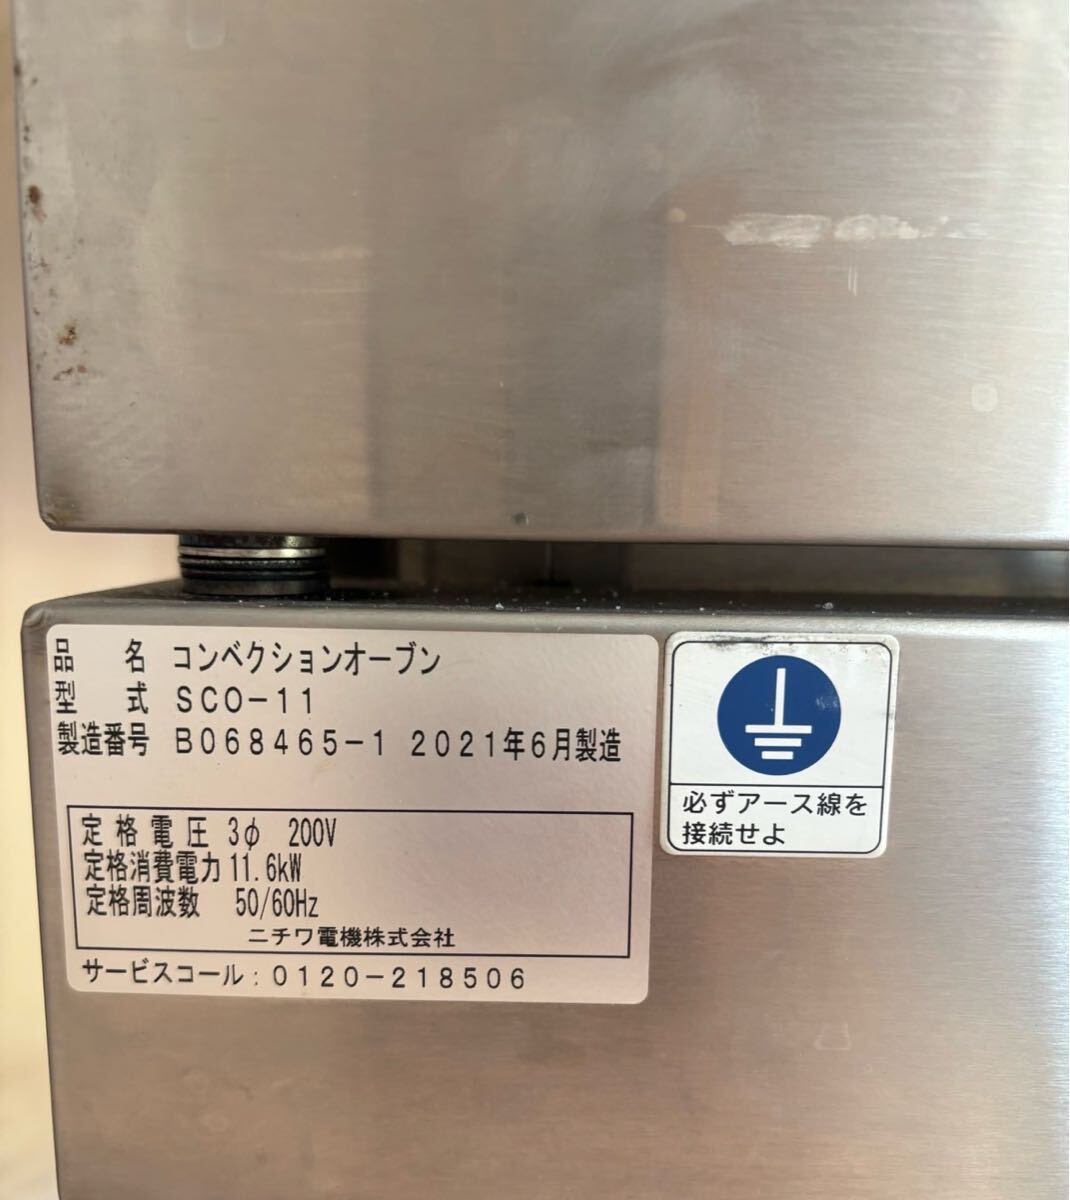 品 名 コンベクションオーブン
型 式 SCO-11
製造番号 B068465-1 2021年6月製造
定格電圧 3φ 200V
定格消費電力 11.6kW
定格周波数 50/60Hz
ニチワ電機株式会社
サービスコール:0120-218506
必ずアース線を
接続せよ